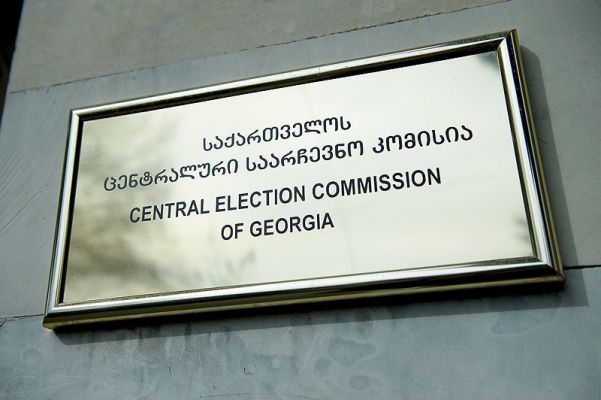 საქართველოს
ცენტრალური საარჩევნო კომისია
CENTRAL ELECTION COMMISSION
OF GEORGIA